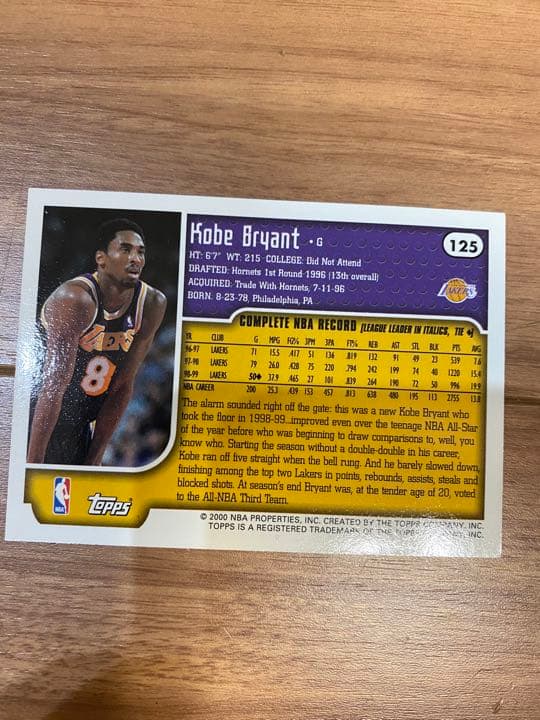 Kobe Bryant • G
125
HT: 6'7" WT: 215 COLLEGE: Did Not Attend
DRAFTED: Hornets 1st Round 1996 (13th overall)
ACQUIRED: Trade With Hornets, 7-11-96
BORN: 8-23-78, Philadelphia, PA
LAKERS
COMPLETE NBA RECORD (LEAGUE LEADER IN ITALICS, TIE ♦)
YR CLUB G MPG FG% 3PM 3PA FT% REB AST STL BLK PTS AVG
96-97 LAKERS 71 15.5 .417 51 136 .819 132 91 49 23 539 7.6
97-98 LAKERS 79 26.0 .428 75 220 .794 242 199 74 40 1220 15.4
98-99 LAKERS 50♦ 37.9 .465 27 101 .839 264 190 72 50 996 19.9
NBA CAREER 200 25.3 .439 153 457 .813 638 480 195 113 2755 13.8
The alarm sounded right off the gate: this was a new Kobe Bryant who
took the floor in 1998-99...improved even over the teenage NBA All-Star
of the year before who was beginning to draw comparisons to, well, you
know who. Starting the season without a double-double in his career,
Kobe ran off five straight when the bell rung. And he barely slowed down,
finishing among the top two Lakers in points, rebounds, assists, steals and
blocked shots. At season's end Bryant was, at the tender age of 20, voted
to the All-NBA Third Team.
LAKERS
8
NBA
Topps
© 2000 NBA PROPERTIES, INC. CREATED BY THE TOPPS COMPANY, INC.
TOPPS IS A REGISTERED TRADEMARK OF THE TOPPS COMPANY, INC.